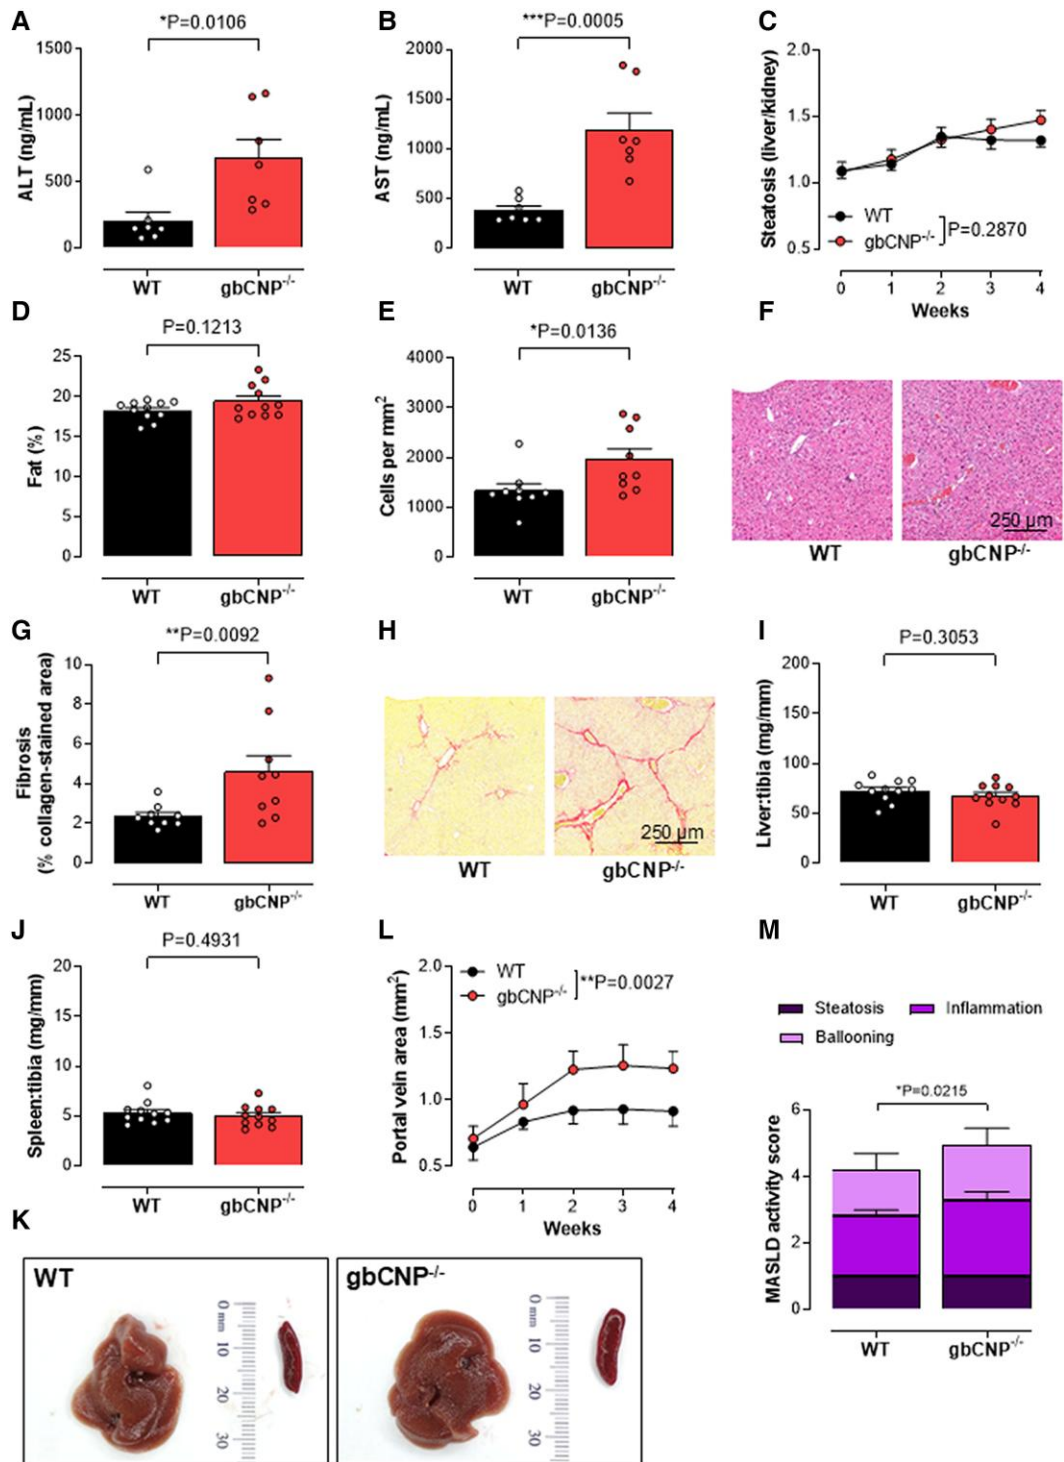 A
*P=0.0106
ALT (ng/mL)
1500
1000
500
0
WT
gbCNP-/-
B
***P=0.0005
AST (ng/mL)
2000
1500
1000
500
0
WT
gbCNP-/-
C
Steatosis (liver/kidney)
2.0
1.5
1.0
0.5
WT
gbCNP-/-
P=0.2870
0 1 2 3 4
Weeks
D
P=0.1213
Fat (%)
25
20
15
10
5
0
WT
gbCNP-/-
E
*P=0.0136
Cells per mm2
4000
3000
2000
1000
0
WT
gbCNP-/-
F
250 µm
WT
gbCNP-/-
G
**P=0.0092
Fibrosis
(% collagen-stained area)
10
8
6
4
2
0
WT
gbCNP-/-
H
250 µm
WT
gbCNP-/-
I
P=0.3053
Liver:tibia (mg/mm)
200
150
100
50
0
WT
gbCNP-/-
J
P=0.4931
Spleen:tibia (mg/mm)
20
15
10
5
0
WT
gbCNP-/-
L
Portal vein area (mm2)
2.0
1.5
1.0
0.5
WT
gbCNP-/-
**P=0.0027
0 1 2 3 4
Weeks
M
Steatosis
Inflammation
Ballooning
*P=0.0215
MASLD activity score
6
4
2
0
WT
gbCNP-/-
K
WT
0 mm
10
20
30
gbCNP-/-
0 mm
10
20
30